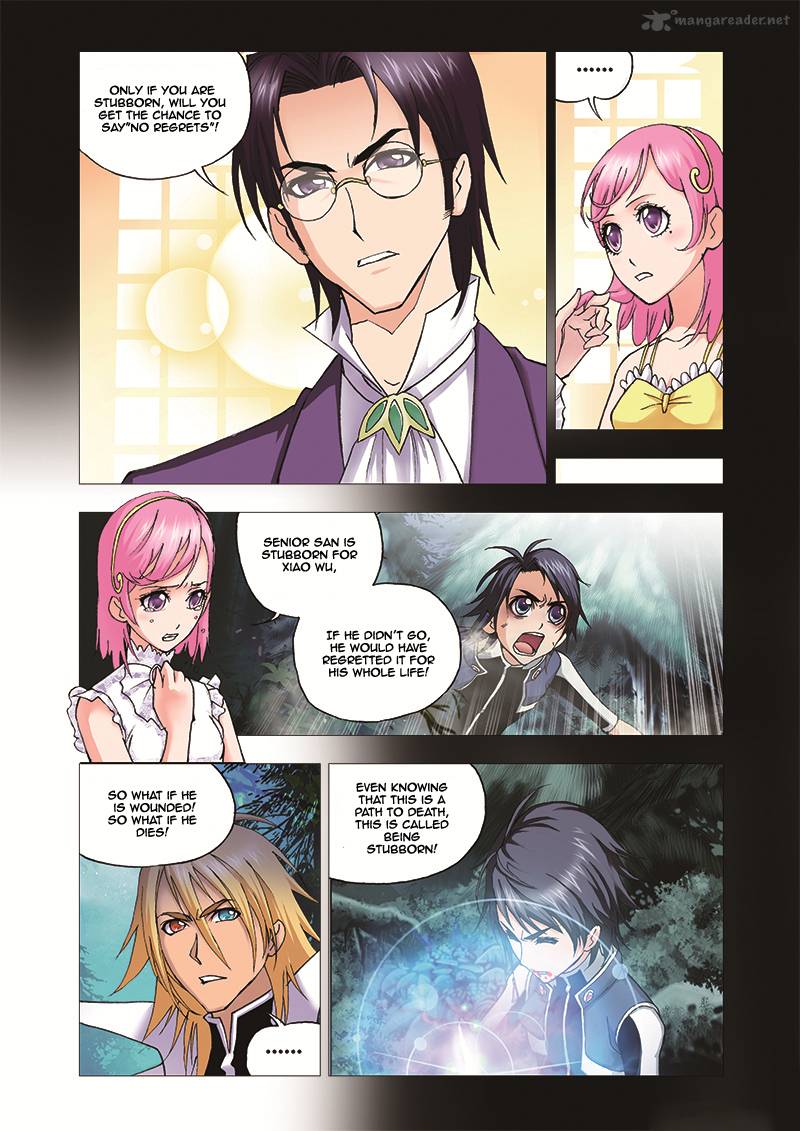 mangareader.net
ONLY IF YOU ARE
STUBBORN, WILL YOU
GET THE CHANCE TO
SAY"NO REGRETS"!
......
SENIOR SAN IS
STUBBORN FOR
XIAO WU,
IF HE DIDN'T GO,
HE WOULD HAVE
REGRETTED IT FOR
HIS WHOLE LIFE!
SO WHAT IF HE
IS WOUNDED!
SO WHAT IF HE
DIES!
......
EVEN KNOWING
THAT THIS IS A
PATH TO DEATH,
THIS IS CALLED
BEING
STUBBORN!